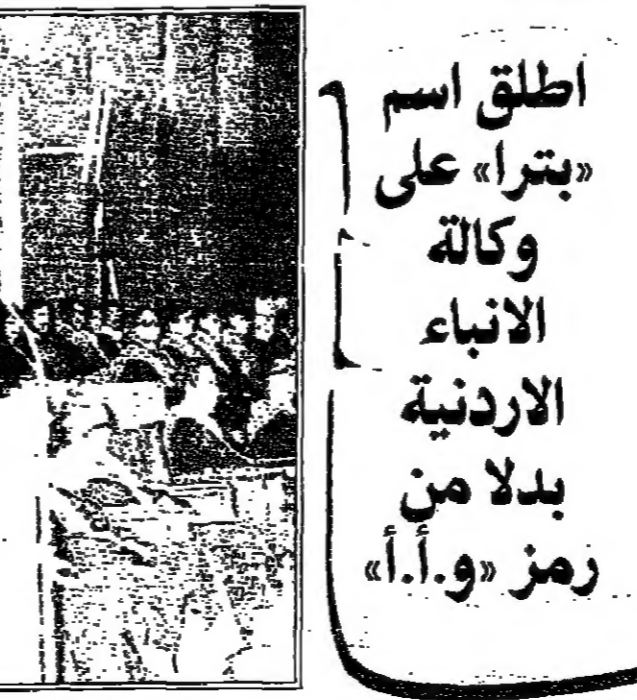 اطلق اسم
«بترا» على
وكالة
الانباء
الاردنية
بدلا من
رمز «و.أ.أ»